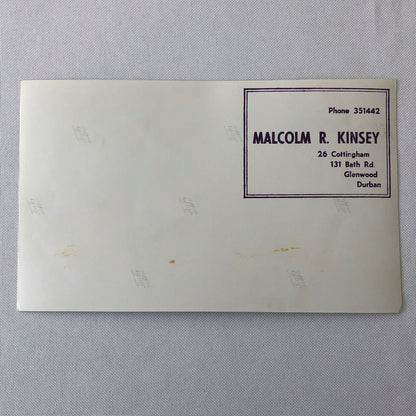 Phone 351442
MALCOLM R. KINSEY
26 Cottingham
131 Bath Rd.
Glenwood
Durban